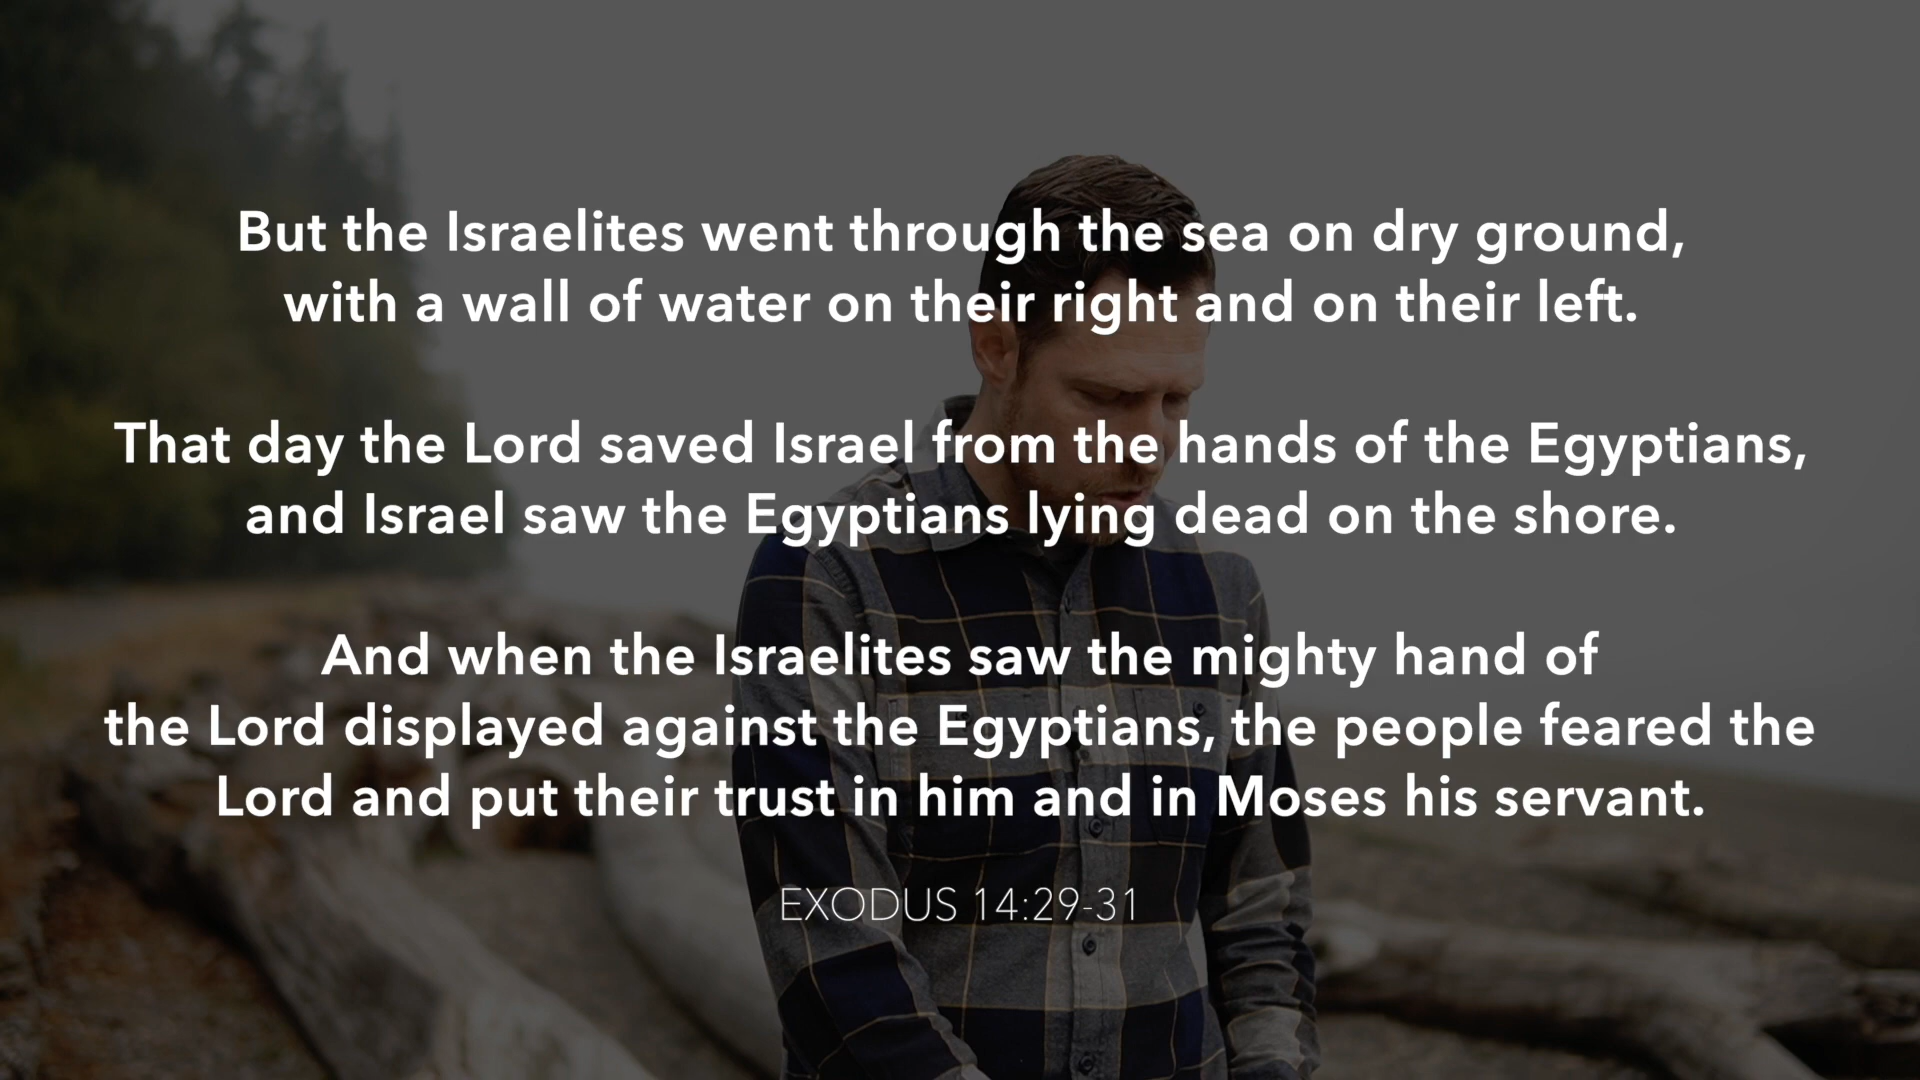 But the Israelites went through the sea on dry ground,
with a wall of water on their right and on their left.
That day the Lord saved Israel from the hands of the Egyptians,
and Israel saw the Egyptians lying dead on the shore.
And when the Israelites saw the mighty hand of
the Lord displayed against the Egyptians, the people feared the
Lord and put their trust in him and in Moses his servant.
EXODUS 14:29-31